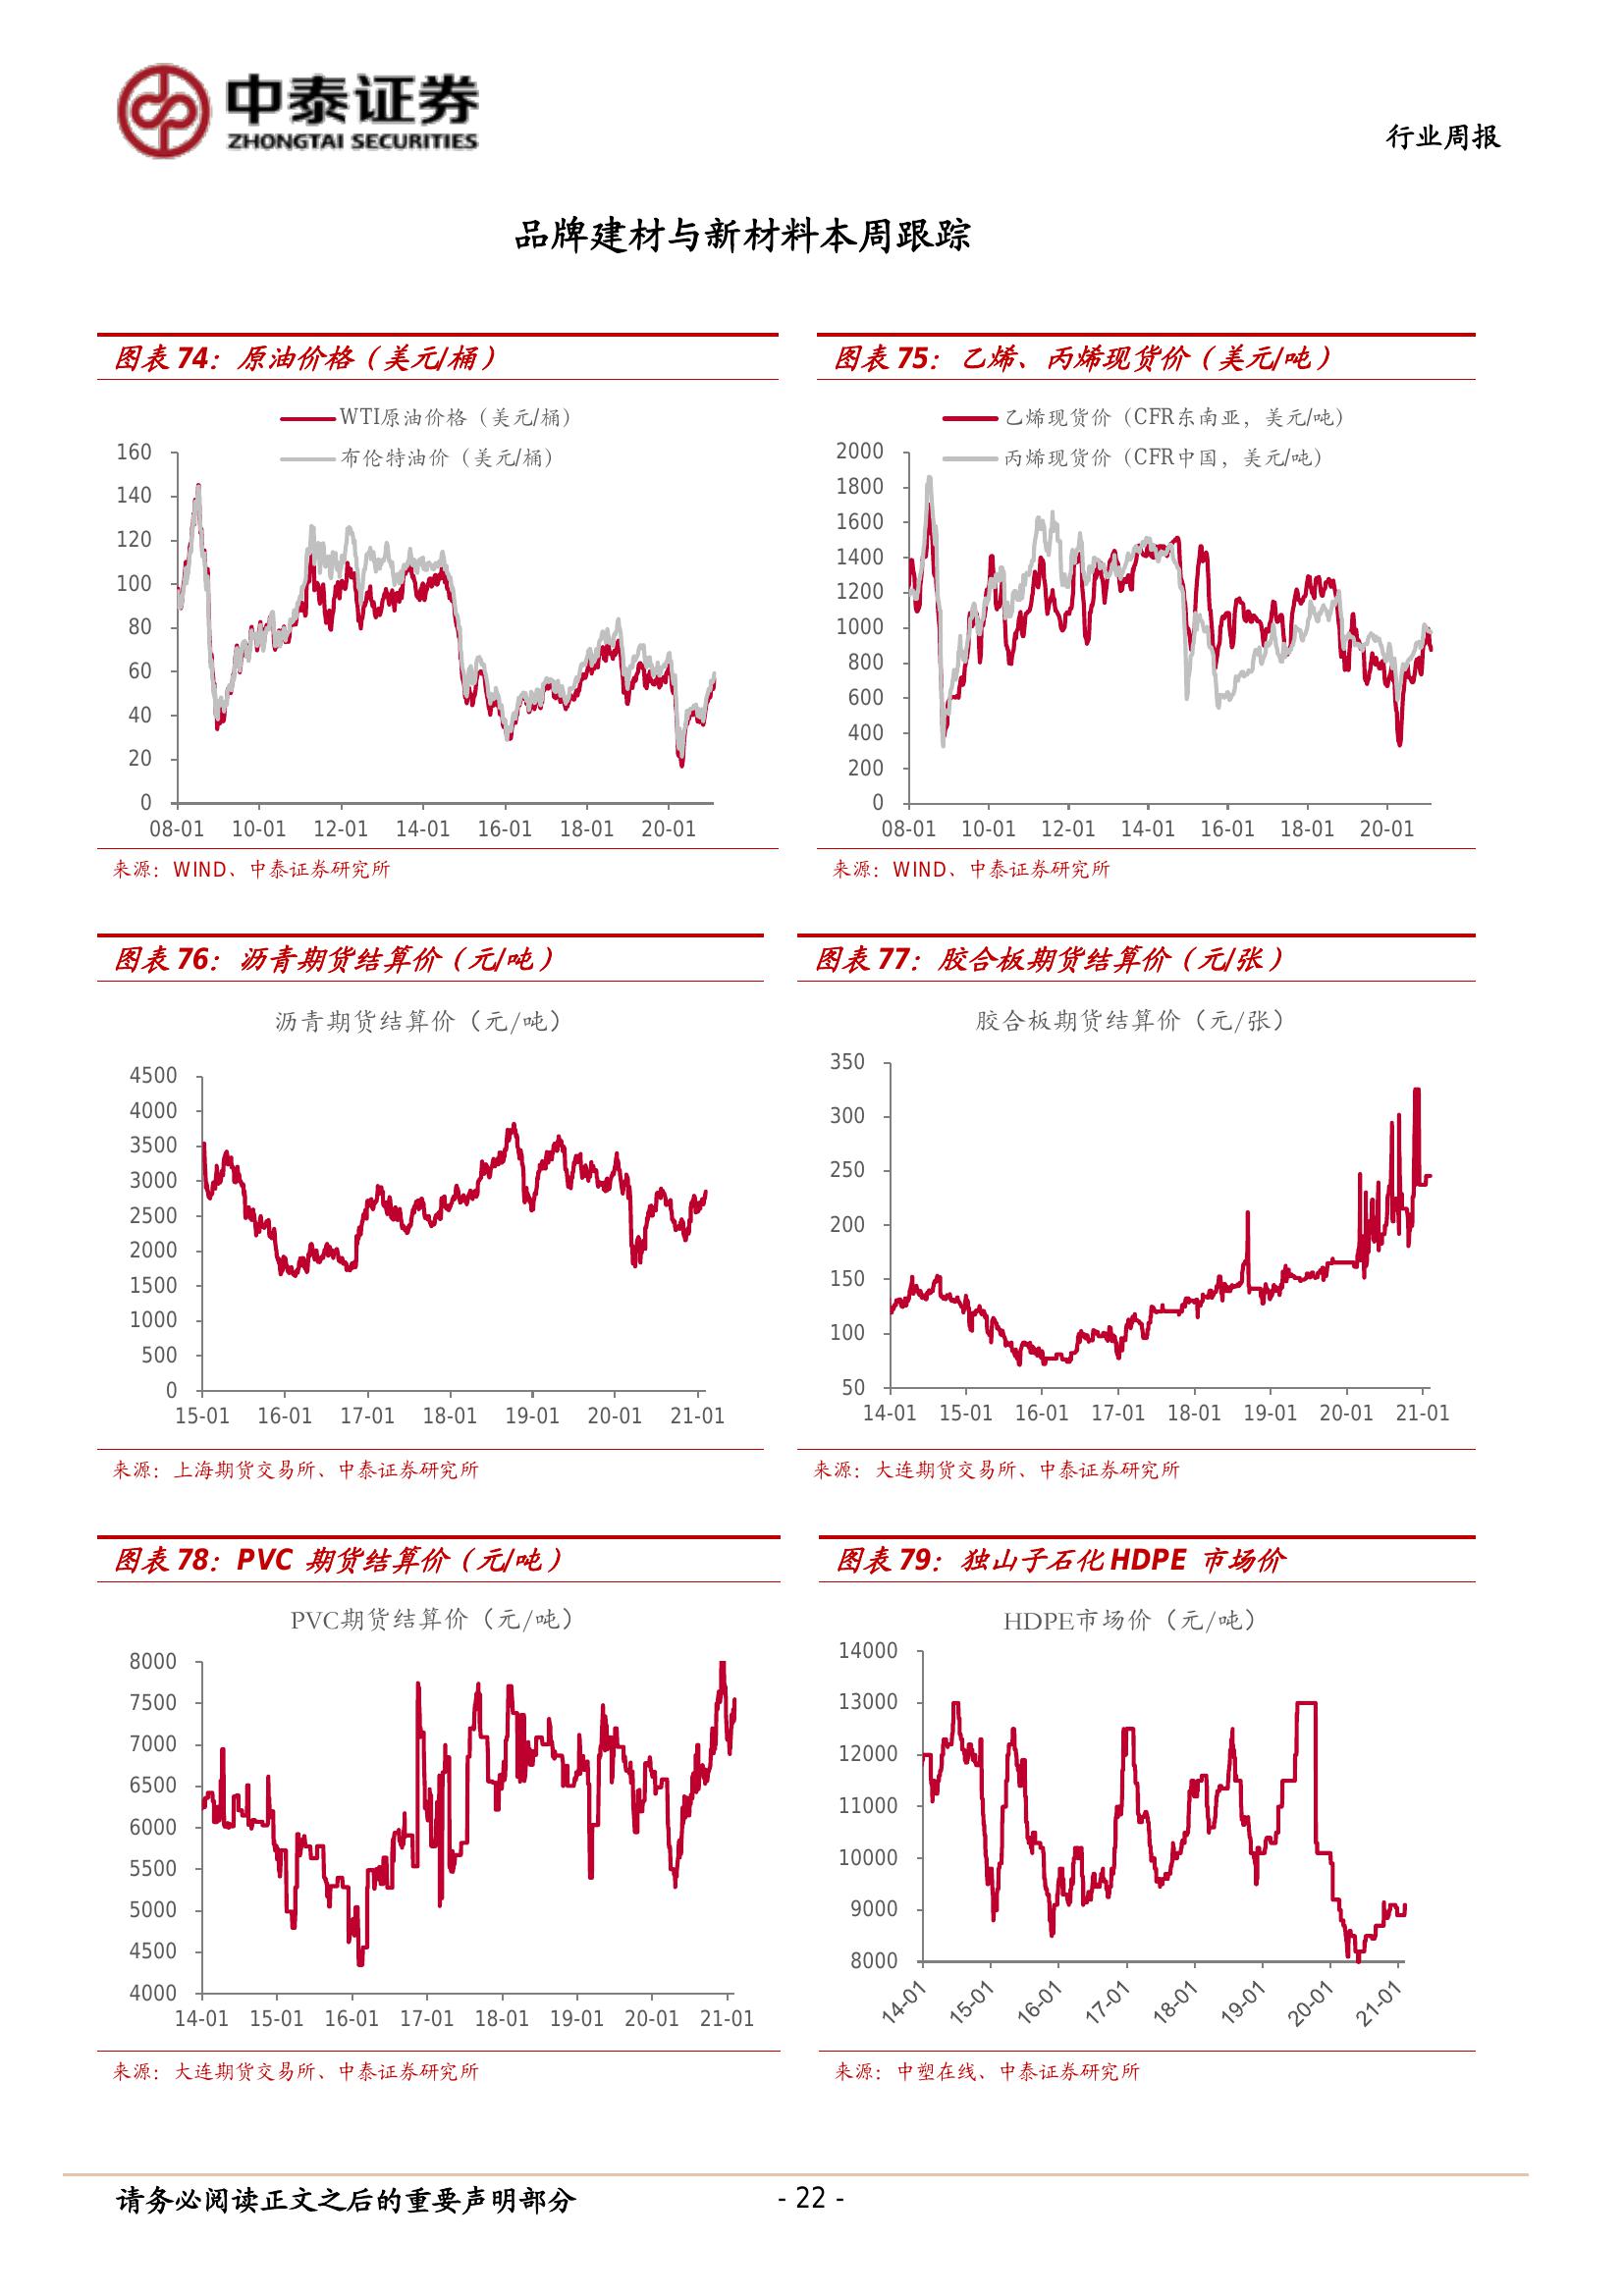 中泰证券
ZHONGTAI SECURITIES
行业周报
品牌建材与新材料本周跟踪
图表 74：原油价格（美元/桶）
WTI原油价格（美元/桶）
布伦特油价（美元/桶）
160
140
120
100
80
60
40
20
0
08-01 10-01 12-01 14-01 16-01 18-01 20-01
来源：WIND、中泰证券研究所
图表 75：乙烯、丙烯现货价（美元/吨）
乙烯现货价（CFR东南亚，美元/吨）
丙烯现货价（CFR中国，美元/吨）
2000
1800
1600
1400
1200
1000
800
600
400
200
0
08-01 10-01 12-01 14-01 16-01 18-01 20-01
来源：WIND、中泰证券研究所
图表 76：沥青期货结算价（元/吨）
沥青期货结算价（元/吨）
4500
4000
3500
3000
2500
2000
1500
1000
500
0
15-01 16-01 17-01 18-01 19-01 20-01 21-01
来源：上海期货交易所、中泰证券研究所
图表 77：胶合板期货结算价（元/张）
胶合板期货结算价（元/张）
350
300
250
200
150
100
50
14-01 15-01 16-01 17-01 18-01 19-01 20-01 21-01
来源：大连期货交易所、中泰证券研究所
图表 78：PVC 期货结算价（元/吨）
PVC期货结算价（元/吨）
8000
7500
7000
6500
6000
5500
5000
4500
4000
14-01 15-01 16-01 17-01 18-01 19-01 20-01 21-01
来源：大连期货交易所、中泰证券研究所
图表 79：独山子石化 HDPE 市场价
HDPE市场价（元/吨）
14000
13000
12000
11000
10000
9000
8000
14-01 15-01 16-01 17-01 18-01 19-01 20-01 21-01
来源：中塑在线、中泰证券研究所
请务必阅读正文之后的重要声明部分
- 22 -